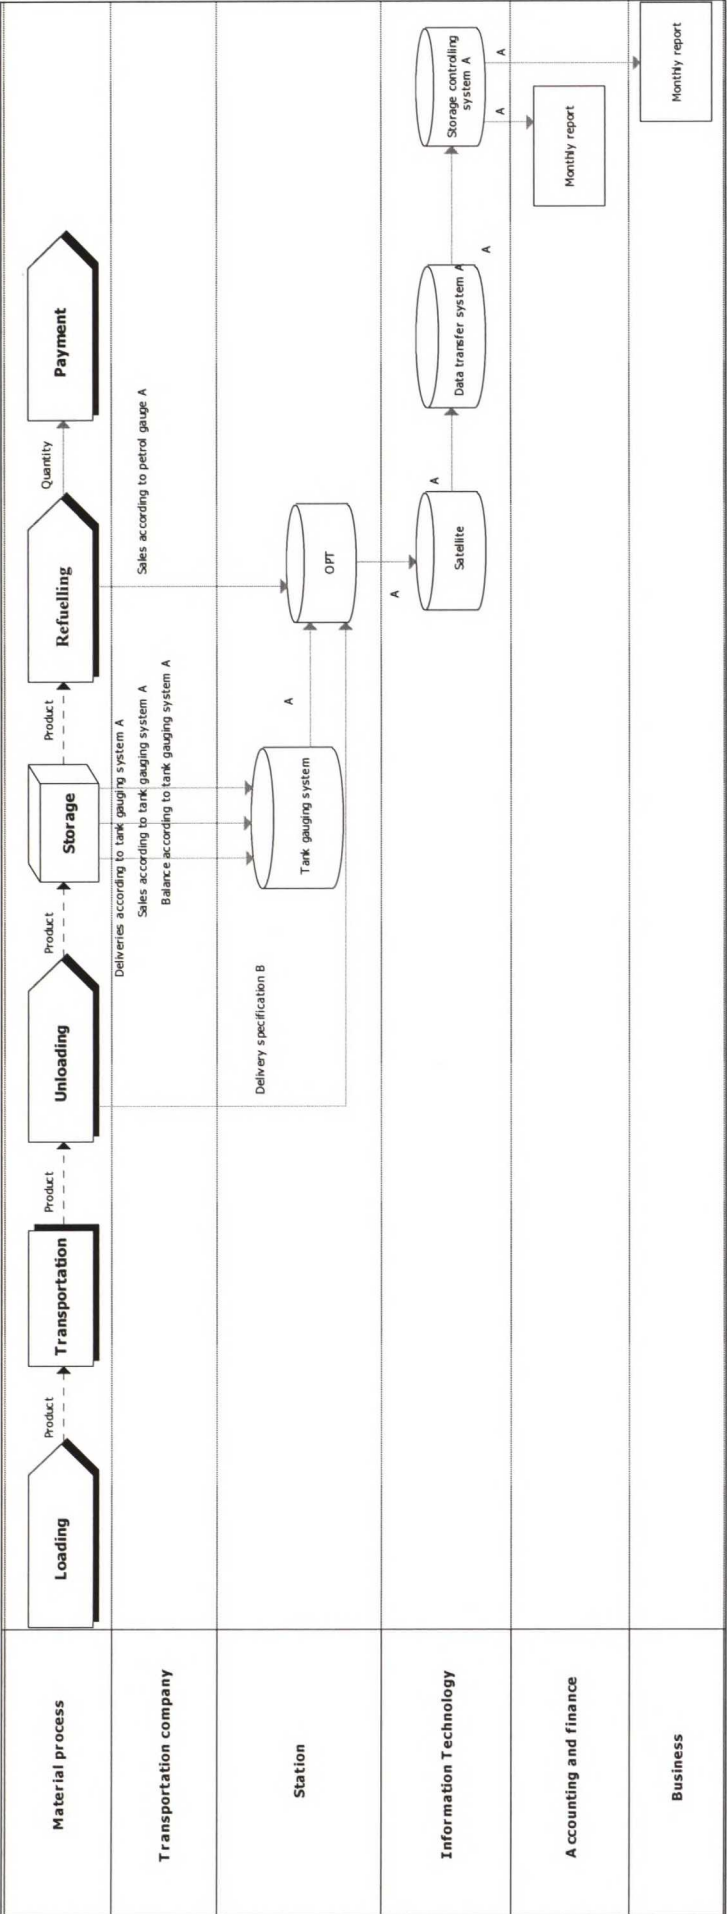 Material process
Loading
Product
Transportation
Product
Unloading
Product
Storage
Product
Refuelling
Quantity
Payment
Transportation company
Deliveries according to tank gauging system A
Sales according to tank gauging system A
Balance according to tank gauging system A
Sales according to petrol gauge A
Station
Delivery specification B
Tank gauging system
A
OPT
Information Technology
A
Satellite
A
Data transfer system A
A
Storage controlling
system A
A
A
Accounting and finance
Monthly report
Business
Monthly report